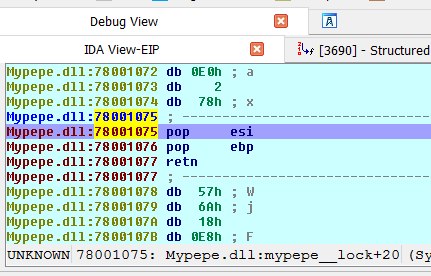 Debug View
IDA View-EIP [3690] - Structured
Mypepe.dll:78001072 db 0E0h ; a
Mypepe.dll:78001073 db 2
Mypepe.dll:78001074 db 78h ; x
Mypepe.dll:78001075 ; ----------------------------
Mypepe.dll:78001075 pop esi
Mypepe.dll:78001076 pop ebp
Mypepe.dll:78001077 retn
Mypepe.dll:78001077 ; ----------------------------
Mypepe.dll:78001078 db 57h ; W
Mypepe.dll:78001079 db 6Ah ; j
Mypepe.dll:7800107A db 18h
Mypepe.dll:7800107B db 0E8h ; F
UNKNOWN 78001075: Mypepe.dll:mypepe__lock+20 (Sy